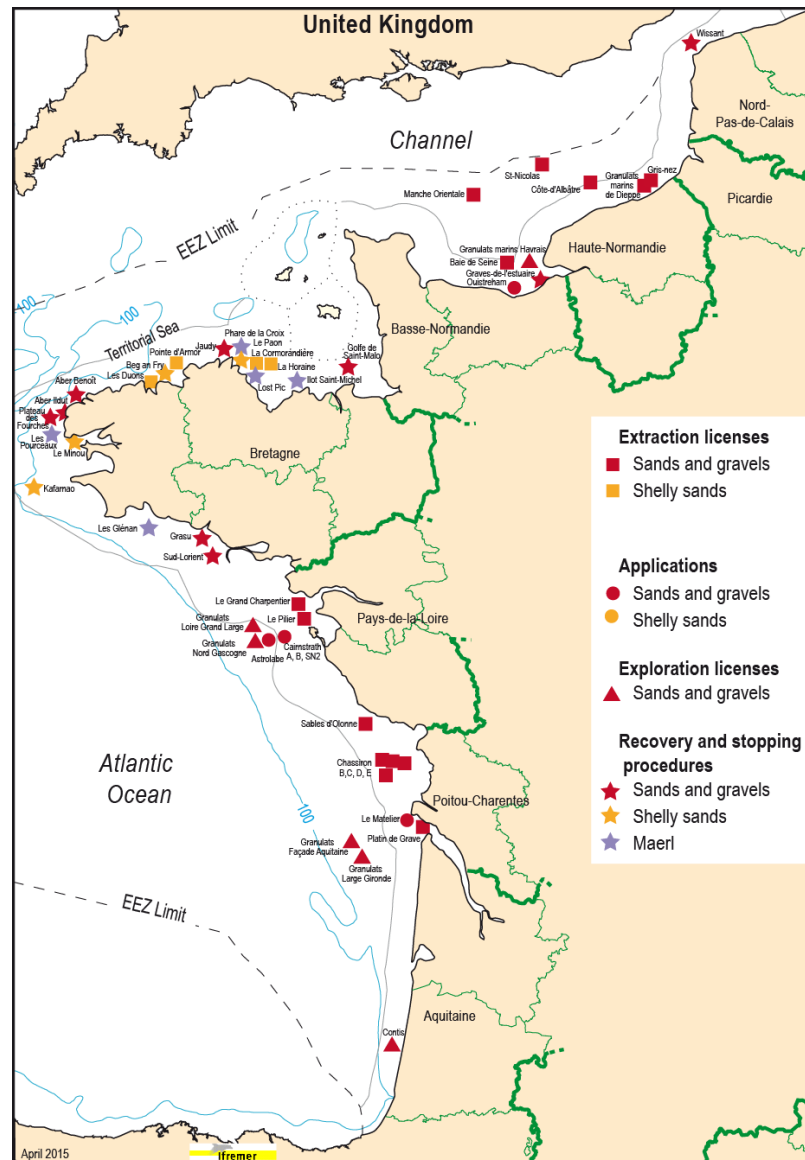 United Kingdom
Wissant
Nord-
Pas-de-Calais
Channel
St-Nicolas
Gris-nez
Granulats
marins
de Dieppe
Côte-d'Albâtre
Manche Orientale
Picardie
EEZ Limit
Granulats marins Havrais
Haute-Normandie
Baie de Seine
Graves-de-l'estuaire
Ouistreham
100
100
Territorial Sea
Basse-Normandie
Phare de la Croix
Jaudy
Le Paon
Pointe d'Armor
La Cormorandière
Golfe de
Saint-Malo
Beg an Fry
La Horaine
Les Duons
Lost Pic
Ilot Saint-Michel
Aber Benoît
Aber Ildut
Plateau
des
Fourches
Les
Pourceaux
Le Minou
Bretagne
Kafarnao
Les Glénan
Grasu
Sud-Lorient
Le Grand Charpentier
Granulats
Loire Grand Large
Le Pilier
Pays-de-la-Loire
Granulats
Nord Gascogne
Astrolabe
Cairnstrath
A, B, SN2
Sables d'Olonne
Atlantic
Ocean
Chassiron
B,C, D, E
100
Poitou-Charentes
Le Matelier
Platin de Grave
Granulats
Façade Aquitaine
Granulats
Large Gironde
EEZ Limit
Aquitaine
Contis
Extraction licenses
Sands and gravels
Shelly sands
Applications
Sands and gravels
Shelly sands
Exploration licenses
Sands and gravels
Recovery and stopping
procedures
Sands and gravels
Shelly sands
Maerl
April 2015
Ifremer